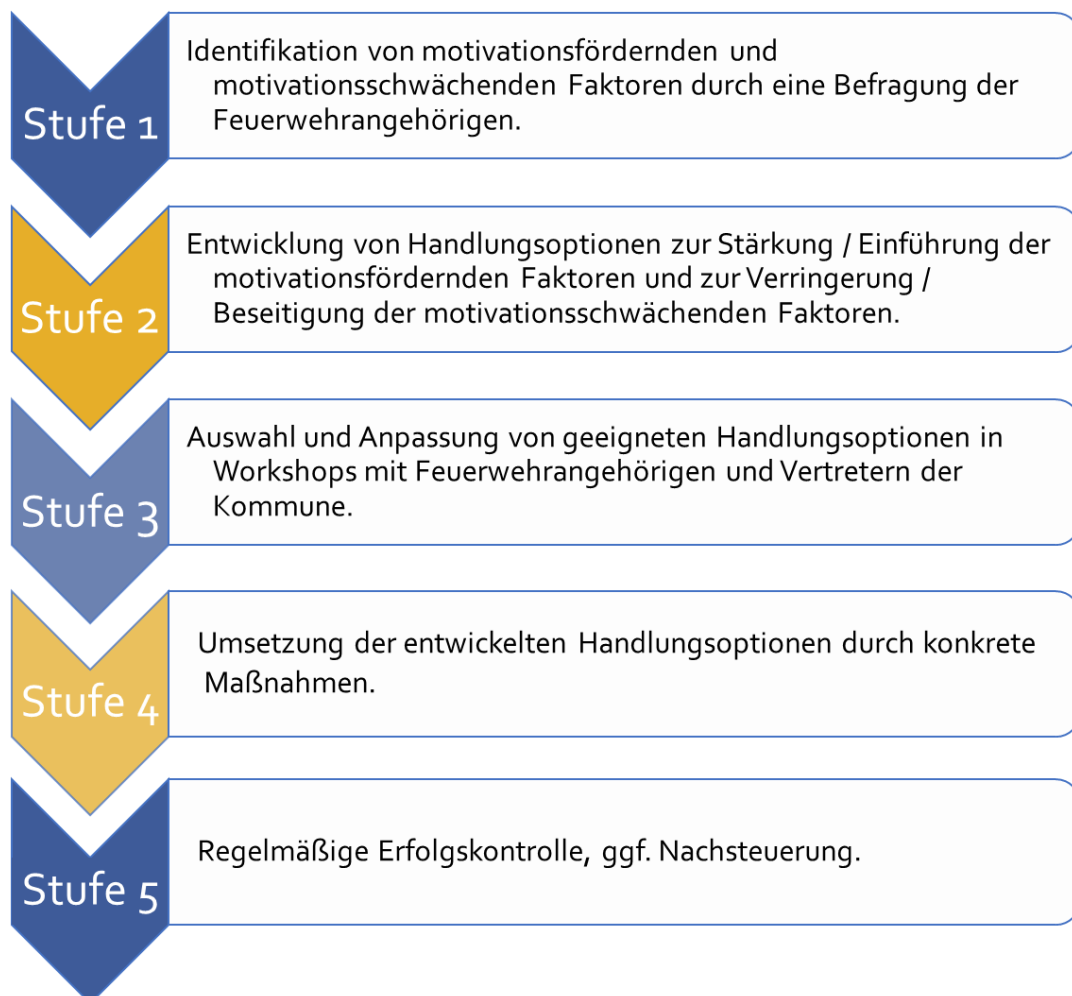 Stufe 1
Identifikation von motivationsfördernden und
motivationsschwächenden Faktoren durch eine Befragung der
Feuerwehrangehörigen.
Stufe 2
Entwicklung von Handlungsoptionen zur Stärkung / Einführung der
motivationsfördernden Faktoren und zur Verringerung /
Beseitigung der motivationsschwächenden Faktoren.
Stufe 3
Auswahl und Anpassung von geeigneten Handlungsoptionen in
Workshops mit Feuerwehrangehörigen und Vertretern der
Kommune.
Stufe 4
Umsetzung der entwickelten Handlungsoptionen durch konkrete
Maßnahmen.
Stufe 5
Regelmäßige Erfolgskontrolle, ggf. Nachsteuerung.